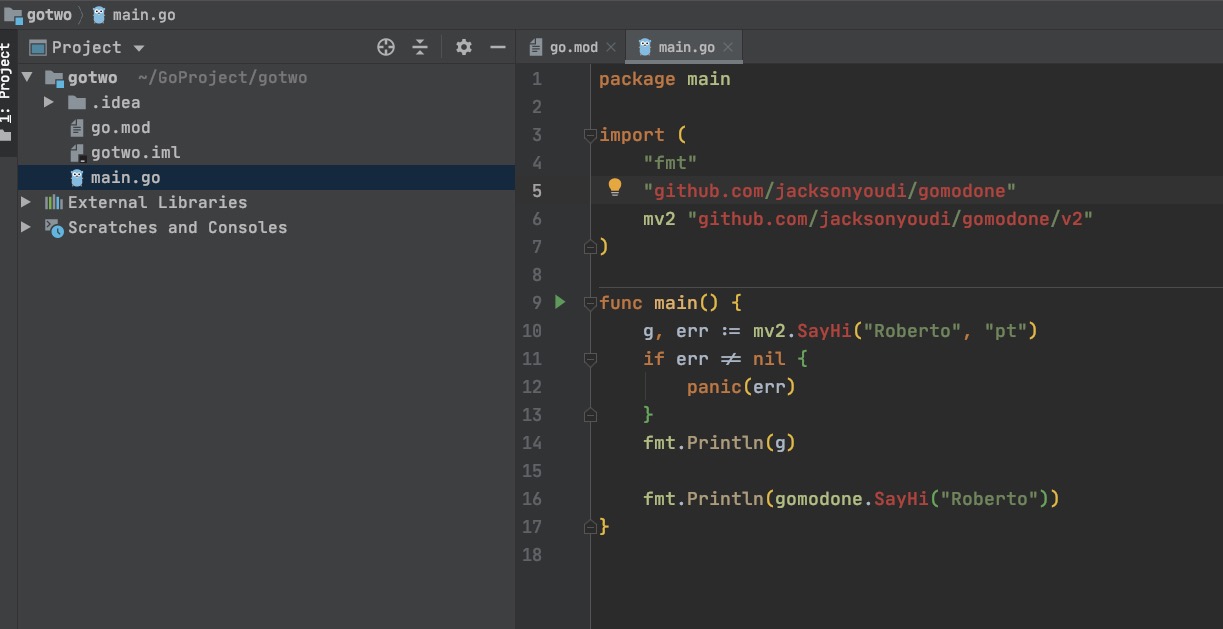 gotwo main.go
1: Project
Project
gotwo ~/GoProject/gotwo
.idea
go.mod
gotwo.iml
main.go
External Libraries
Scratches and Consoles
go.mod main.go
1 package main
2
3 import (
4 "fmt"
5 "github.com/jacksonyoudi/gomodone"
6 mv2 "github.com/jacksonyoudi/gomodone/v2"
7 )
8
9 func main() {
10 g, err := mv2.SayHi("Roberto", "pt")
11 if err != nil {
12 panic(err)
13 }
14 fmt.Println(g)
15
16 fmt.Println(gomodone.SayHi("Roberto"))
17 }
18